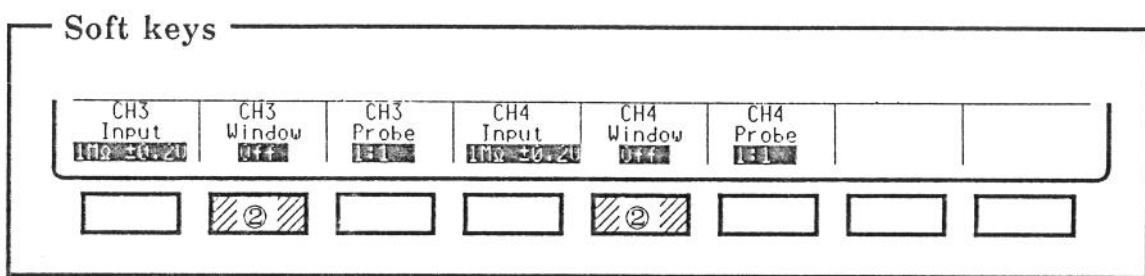 Soft keys
CH3 CH3 CH3 CH4 CH4 CH4
Input Window Probe Input Window Probe
1MΩ ±0.2V Off 1:1 1MΩ ±0.2V Off 1:1
② ②